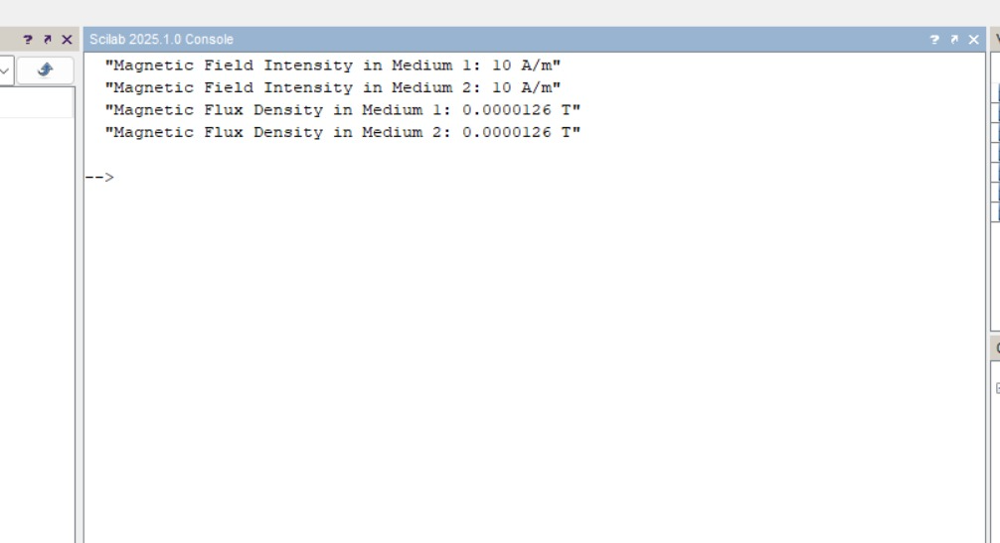 Scilab 2025.1.0 Console
"Magnetic Field Intensity in Medium 1: 10 A/m"
"Magnetic Field Intensity in Medium 2: 10 A/m"
"Magnetic Flux Density in Medium 1: 0.0000126 T"
"Magnetic Flux Density in Medium 2: 0.0000126 T"
-->